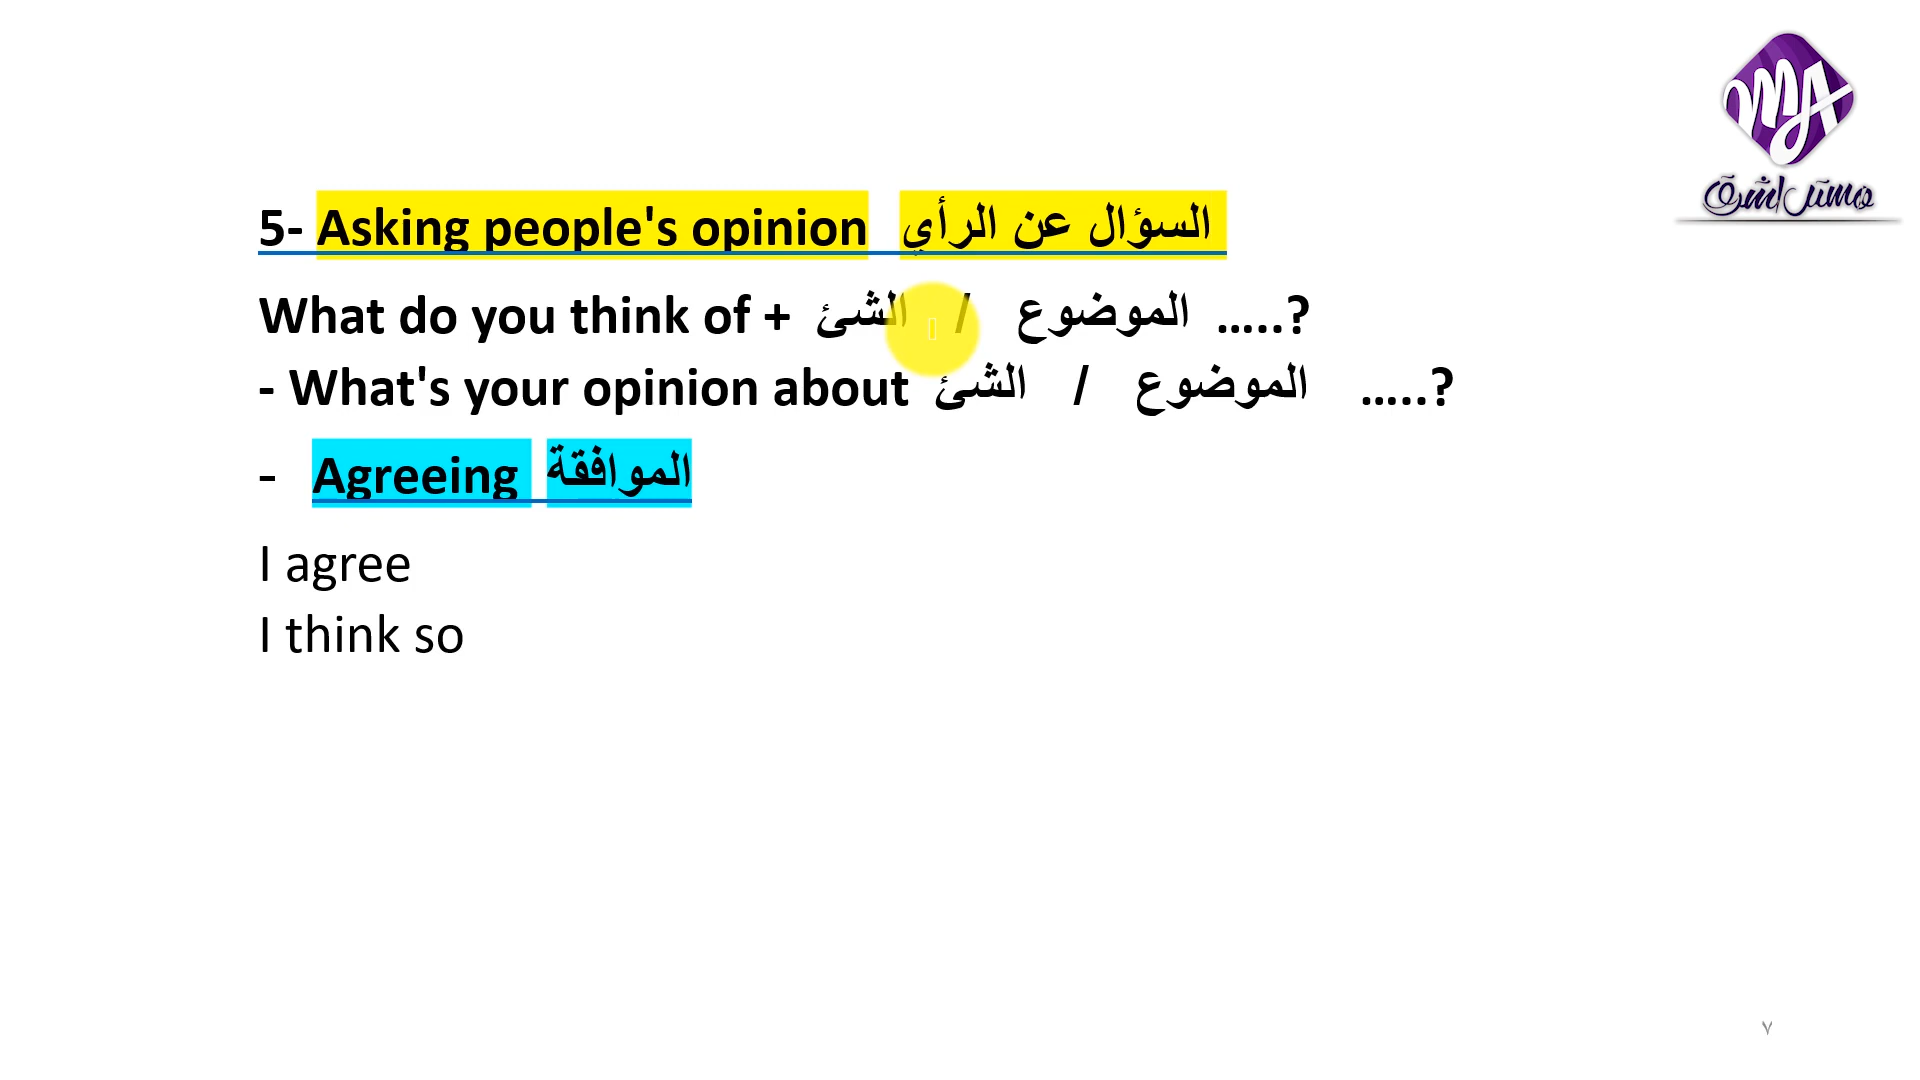 5- Asking people's opinion السؤال عن الرأي
What do you think of + الشئ / الموضوع .....?
- What's your opinion about الشئ / الموضوع .....?
- Agreeing الموافقة
I agree
I think so
٧